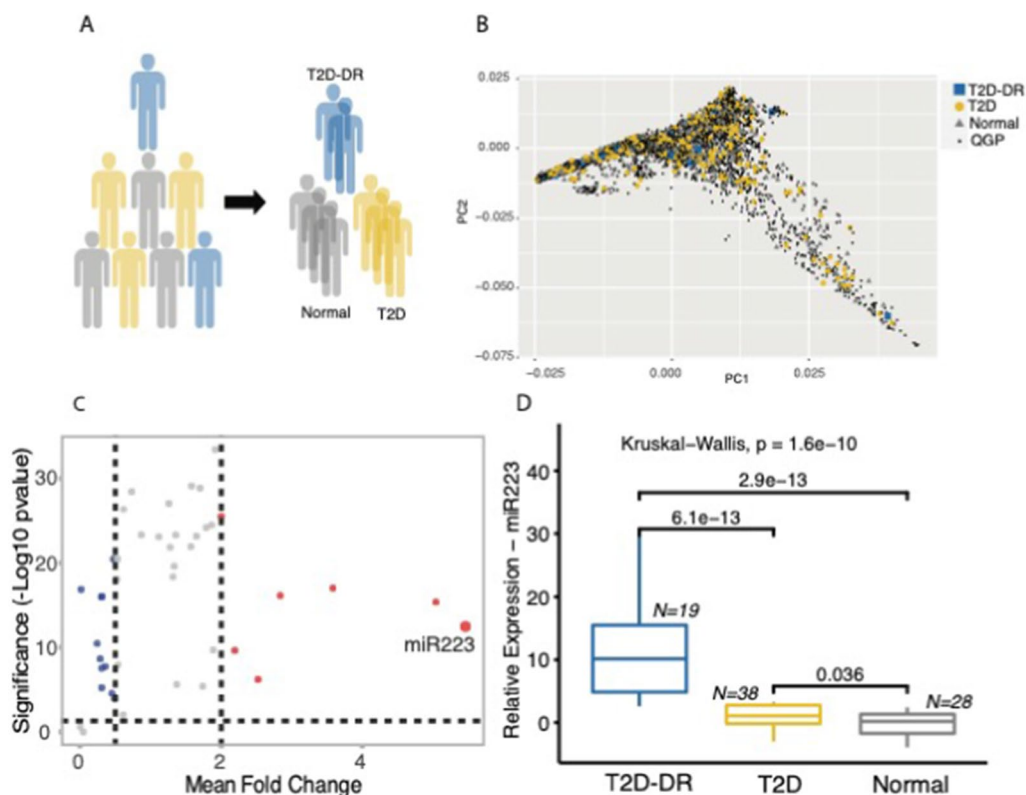 A
T2D-DR
Normal
T2D
B
0.025
0.000
−0.025
−0.050
−0.075
PC2
−0.025
0.000
0.025
PC1
T2D-DR
T2D
Normal
QGP
C
Significance (-Log10 pvalue)
30
20
10
0
miR223
0
2
4
Mean Fold Change
D
Relative Expression − miR223
40
30
20
10
0
Kruskal−Wallis, p = 1.6e−10
2.9e−13
6.1e−13
N=19
0.036
N=38
N=28
T2D-DR
T2D
Normal